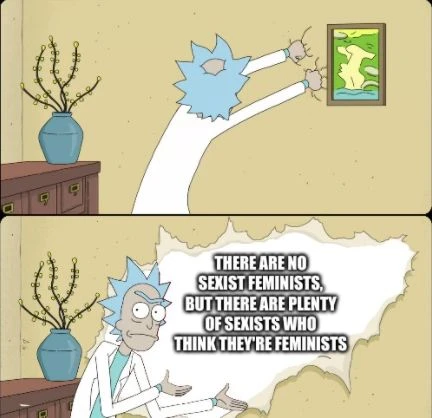 THERE ARE NO
SEXIST FEMINISTS,
BUT THERE ARE PLENTY
OF SEXISTS WHO
THINK THEY'RE FEMINISTS